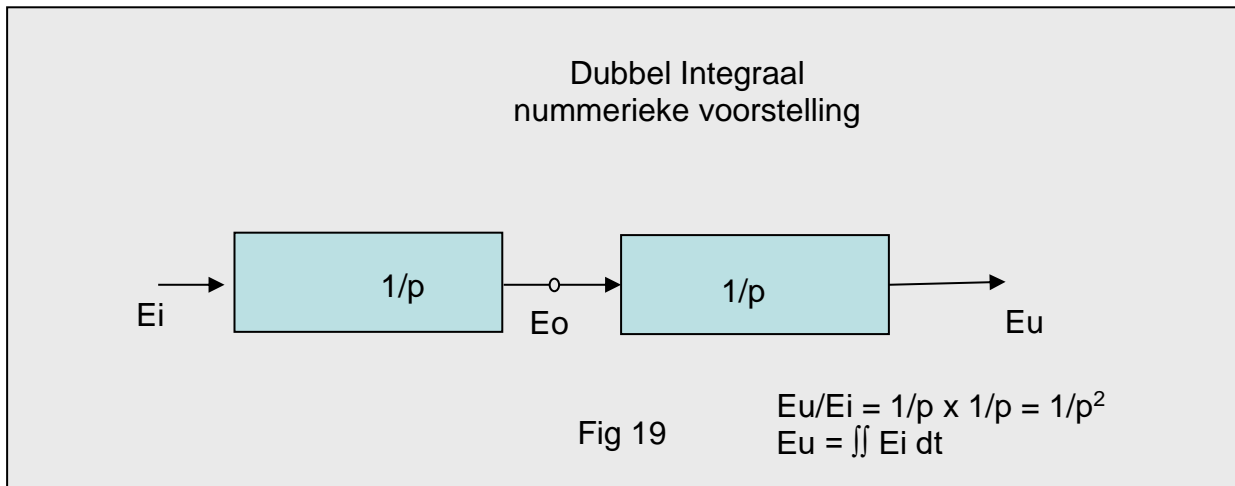 Dubbel Integraal
nummerieke voorstelling
1/p
1/p
Ei
Eo
Eu
Eu/Ei = 1/p x 1/p = 1/p²
Fig 19
Eu = ∫∫ Ei dt